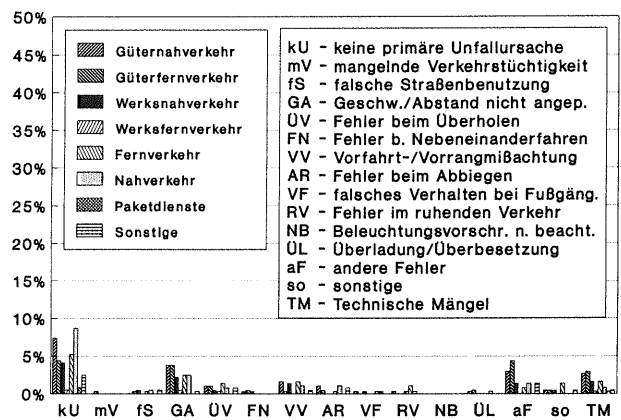 50%
45%
40%
35%
30%
25%
20%
15%
10%
5%
0%
Güternahverkehr
Güterfernverkehr
Werksnahverkehr
Werksfernverkehr
Fernverkehr
Nahverkehr
Paketdienste
Sonstige
kU - keine primäre Unfallursache
mV - mangelnde Verkehrstüchtigkeit
fS - falsche Straßenbenutzung
GA - Geschw./Abstand nicht angep.
ÜV - Fehler beim Überholen
FN - Fehler b. Nebeneinanderfahren
VV - Vorfahrt-/Vorrangmißachtung
AR - Fehler beim Abbiegen
VF - falsches Verhalten bei Fußgäng.
RV - Fehler im ruhenden Verkehr
NB - Beleuchtungsvorschr. n. beacht.
ÜL - Überladung/Überbesetzung
aF - andere Fehler
so - sonstige
TM - Technische Mängel
kU mV fS GA ÜV FN VV AR VF RV NB ÜL aF so TM